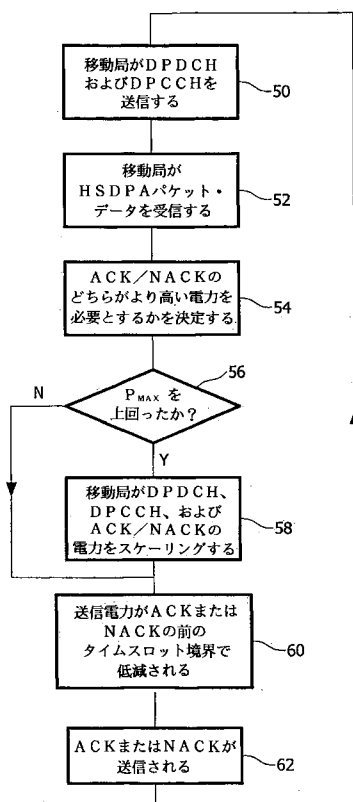 移動局がDPDCH
およびDPCCHを
送信する
50
移動局が
HSDPAパケット・
データを受信する
52
ACK/NACKの
どちらがより高い電力を
必要とするかを決定する
54
56
PMAX を
上回ったか?
N
Y
移動局がDPDCH、
DPCCH、および
ACK/NACKの
電力をスケーリングする
58
送信電力がACKまたは
NACKの前の
タイムスロット境界で
低減される
60
ACKまたはNACKが
送信される
62